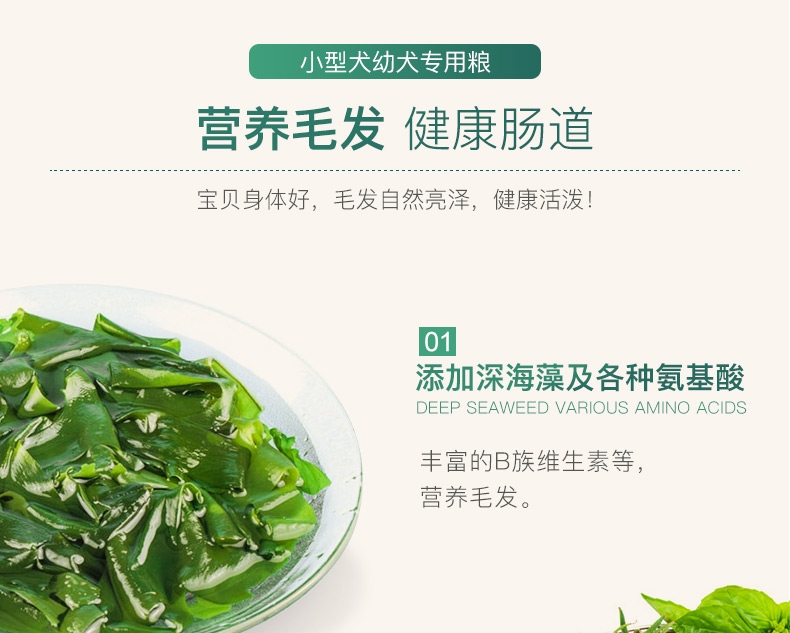 小型犬幼犬专用粮
营养毛发 健康肠道
宝贝身体好，毛发自然亮泽，健康活泼！
01
添加深海藻及各种氨基酸
DEEP SEAWEED VARIOUS AMINO ACIDS
丰富的B族维生素等，
营养毛发。